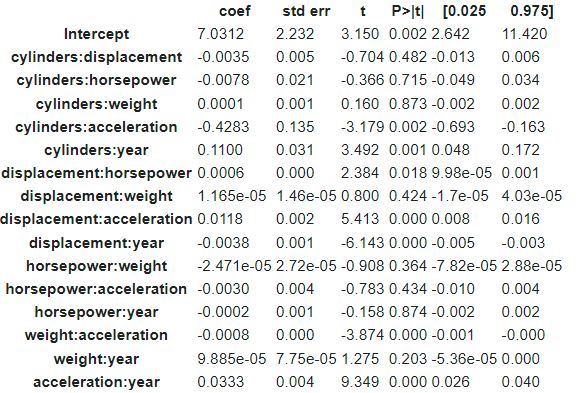 coef std err t P>|t| [0.025 0.975]
Intercept 7.0312 2.232 3.150 0.002 2.642 11.420
cylinders:displacement -0.0035 0.005 -0.704 0.482 -0.013 0.006
cylinders:horsepower -0.0078 0.021 -0.366 0.715 -0.049 0.034
cylinders:weight 0.0001 0.001 0.160 0.873 -0.002 0.002
cylinders:acceleration -0.4283 0.135 -3.179 0.002 -0.693 -0.163
cylinders:year 0.1100 0.031 3.492 0.001 0.048 0.172
displacement:horsepower 0.0006 0.000 2.384 0.018 9.98e-05 0.001
displacement:weight 1.165e-05 1.46e-05 0.800 0.424 -1.7e-05 4.03e-05
displacement:acceleration 0.0118 0.002 5.413 0.000 0.008 0.016
displacement:year -0.0038 0.001 -6.143 0.000 -0.005 -0.003
horsepower:weight -2.471e-05 2.72e-05 -0.908 0.364 -7.82e-05 2.88e-05
horsepower:acceleration -0.0030 0.004 -0.783 0.434 -0.010 0.004
horsepower:year -0.0002 0.001 -0.158 0.874 -0.002 0.002
weight:acceleration -0.0008 0.000 -3.874 0.000 -0.001 -0.000
weight:year 9.885e-05 7.75e-05 1.275 0.203 -5.36e-05 0.000
acceleration:year 0.0333 0.004 9.349 0.000 0.026 0.040